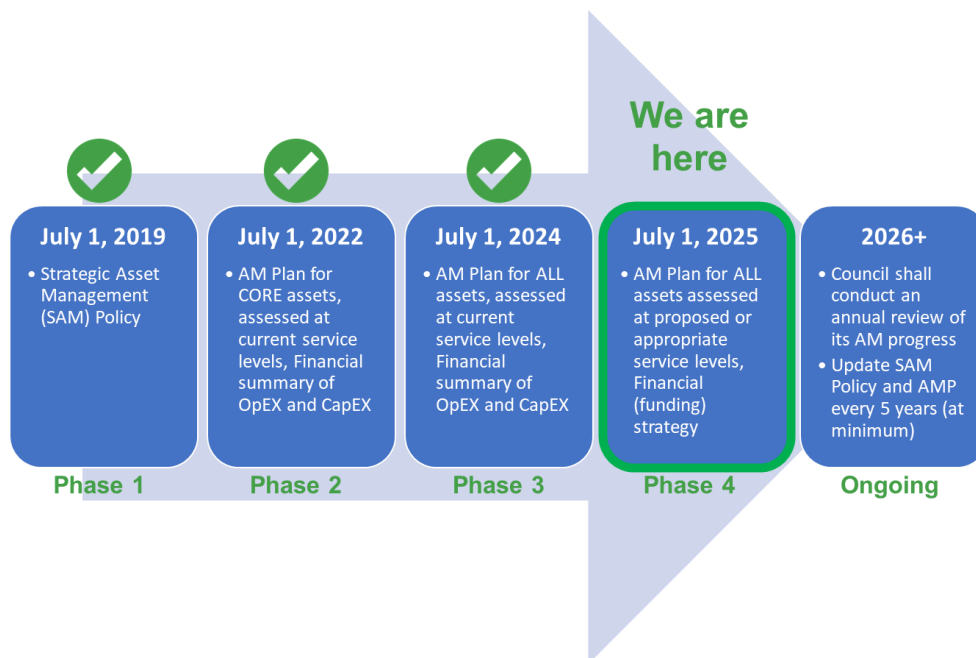 We are
here
July 1, 2019
• Strategic Asset
Management
(SAM) Policy
Phase 1
July 1, 2022
• AM Plan for
CORE assets,
assessed at
current service
levels, Financial
summary of
OpEX and CapEX
Phase 2
July 1, 2024
• AM Plan for ALL
assets, assessed
at current
service levels,
Financial
summary of
OpEX and CapEX
Phase 3
July 1, 2025
• AM Plan for ALL
assets assessed
at proposed or
appropriate
service levels,
Financial
(funding)
strategy
Phase 4
2026+
• Council shall
conduct an
annual review of
its AM progress
• Update SAM
Policy and AMP
every 5 years (at
minimum)
Ongoing